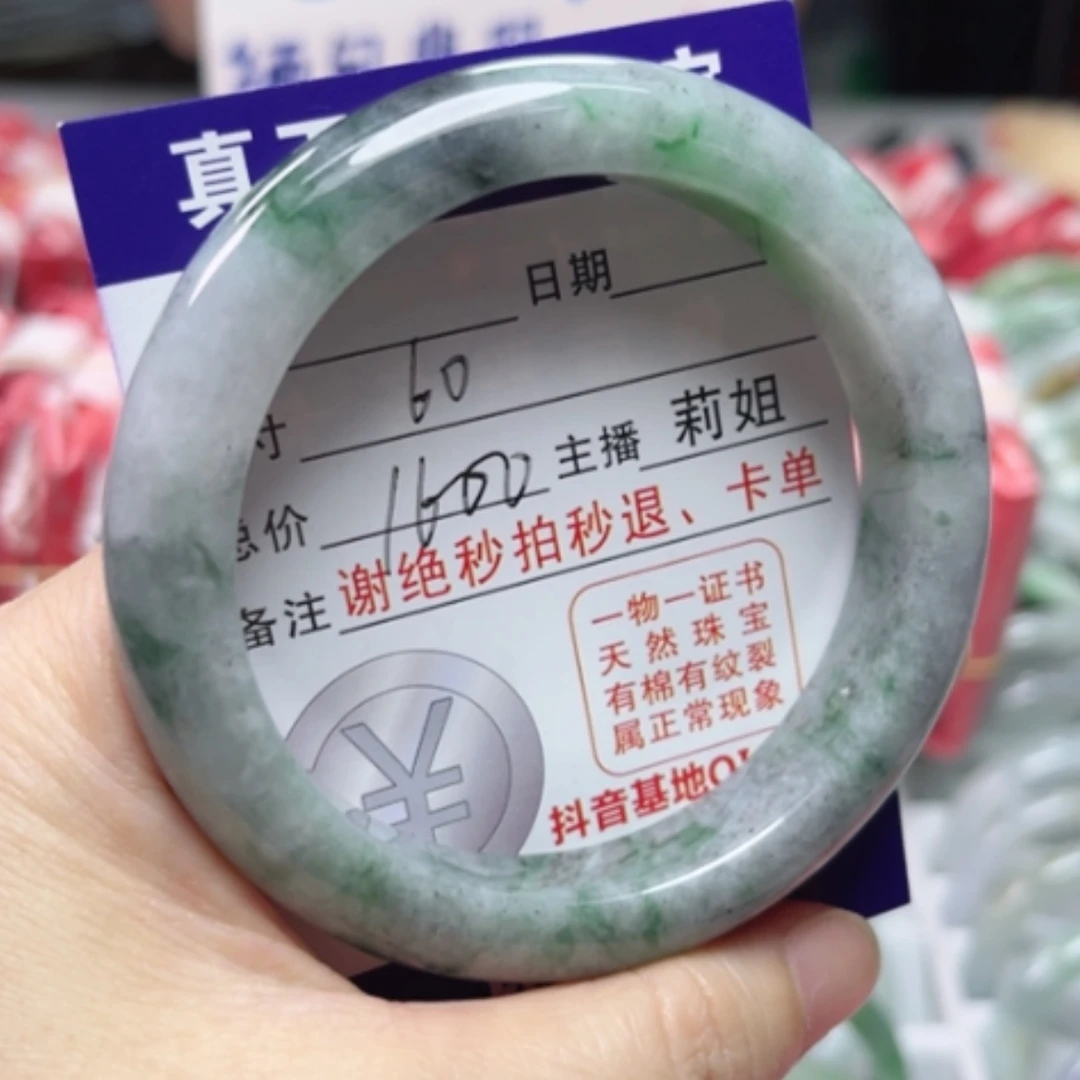 真
日期
寸 60
总价 1600 主播 莉姐
备注 谢绝秒拍秒退、卡单
一物一证书
天然珠宝
有棉有纹裂
属正常现象
抖音基地